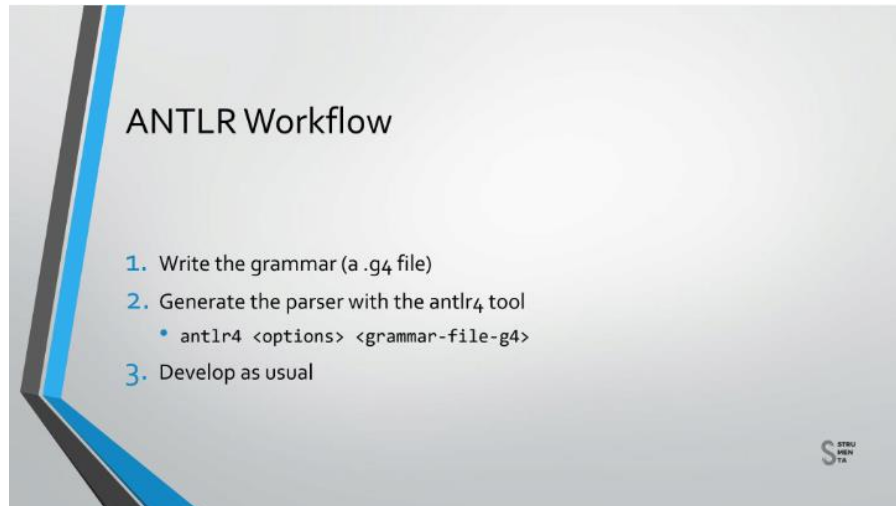 ANTLR Workflow
1. Write the grammar (a .g4 file)
2. Generate the parser with the antlr4 tool
• antlr4 <options> <grammar-file-g4>
3. Develop as usual
S STRU
MEN
TA